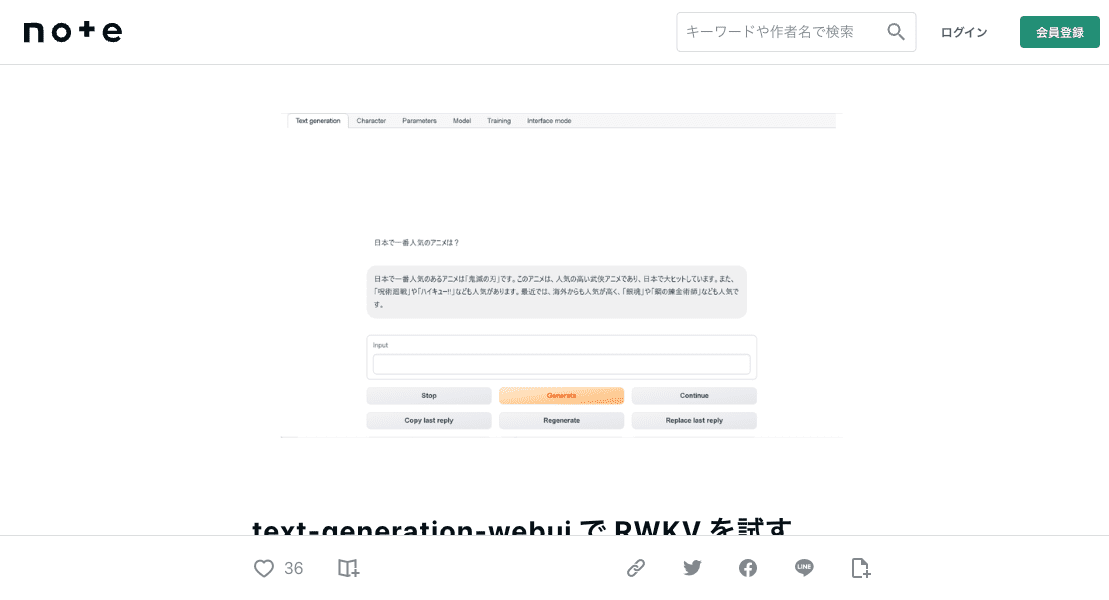 note
キーワードや作者名で検索
ログイン
会員登録
Text generation Character Parameters Model Training Interface mode
日本で一番人気のアニメは？
日本で一番人気のあるアニメは「鬼滅の刃」です。このアニメは、人気の高い武侠アニメであり、日本で大ヒットしています。また、
「呪術廻戦」や「ハイキュー!!」なども人気があります。最近では、海外からも人気が高く、「銀魂」や「鋼の錬金術師」なども人気で
す。
Input
Stop Generate Continue
Copy last reply Regenerate Replace last reply
text-generation-webui で RWKV を試す
36
LINE